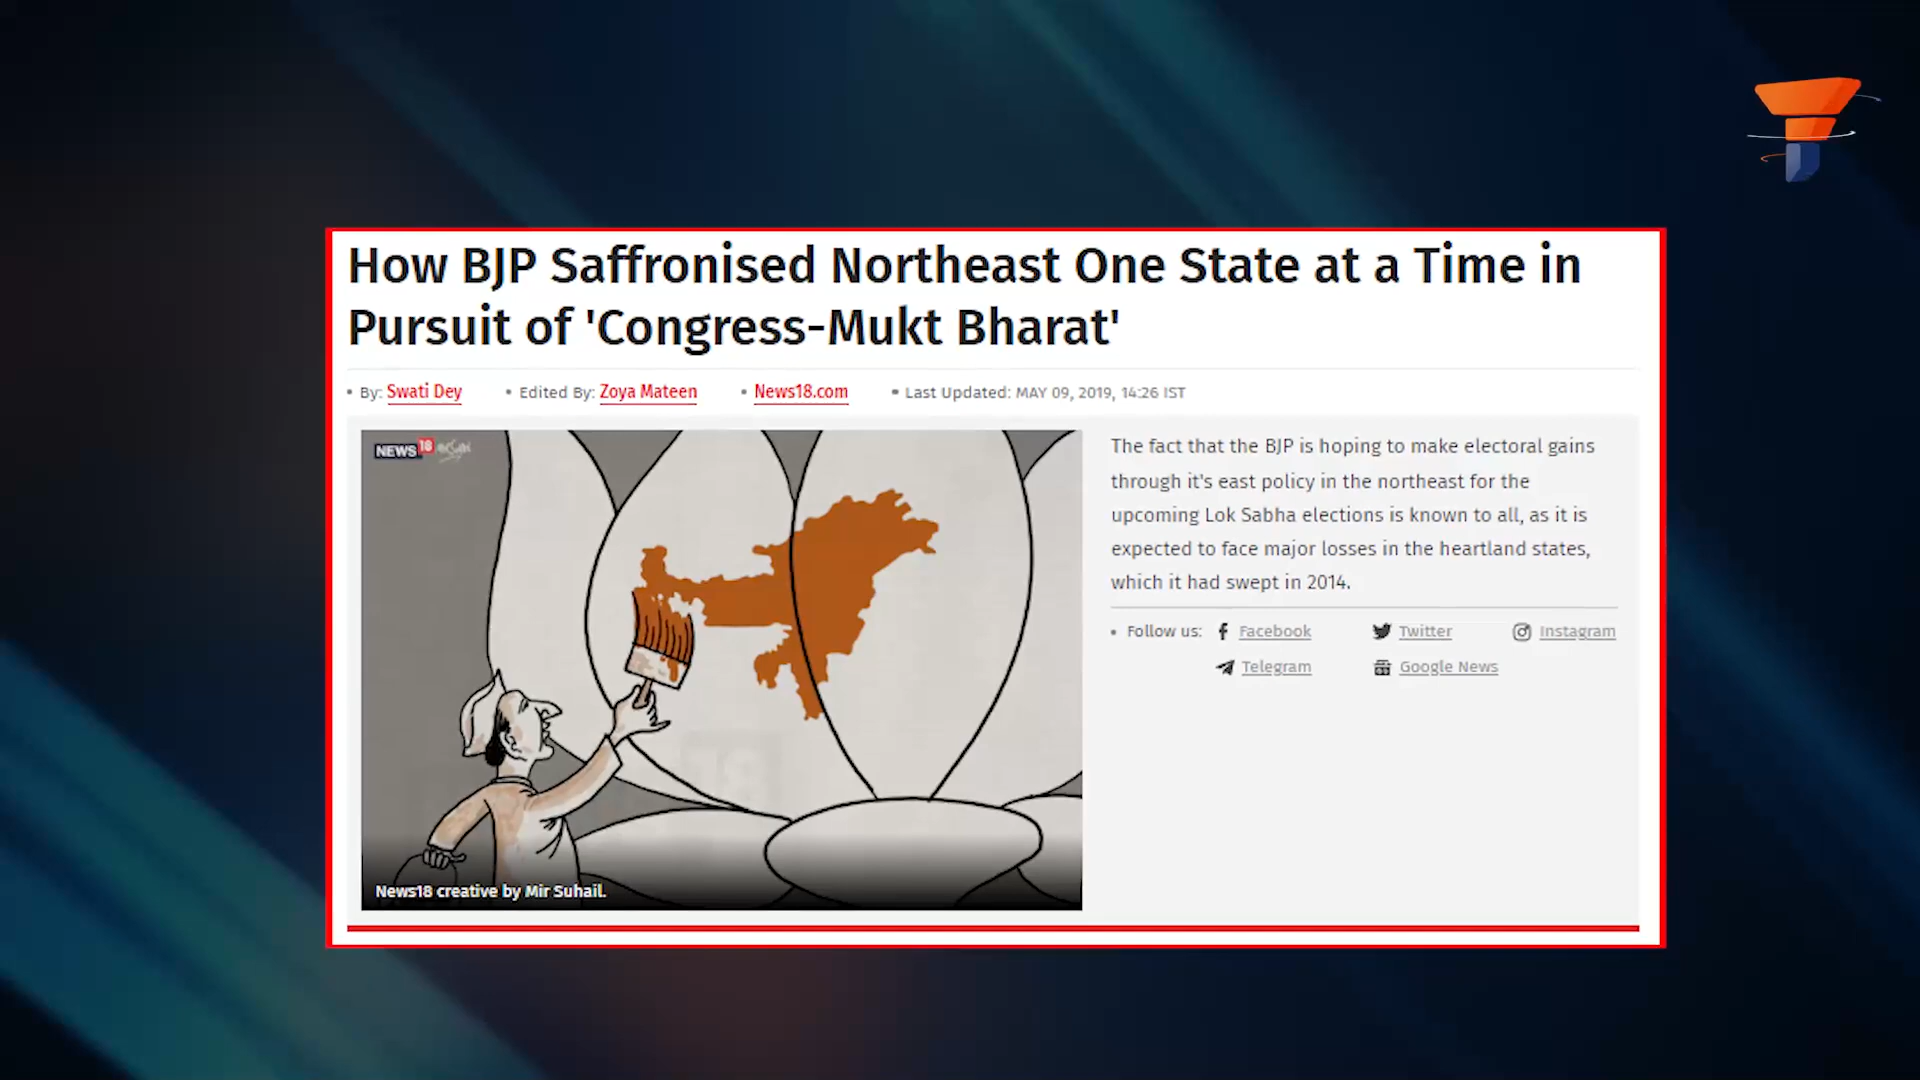 How BJP Saffronised Northeast One State at a Time in
Pursuit of 'Congress-Mukt Bharat'
• By: Swati Dey • Edited By: Zoya Mateen • News18.com • Last Updated: MAY 09, 2019, 14:26 IST
NEWS 18
The fact that the BJP is hoping to make electoral gains
through it's east policy in the northeast for the
upcoming Lok Sabha elections is known to all, as it is
expected to face major losses in the heartland states,
which it had swept in 2014.
• Follow us: Facebook Twitter Instagram
Telegram Google News
News18 creative by Mir Suhail.